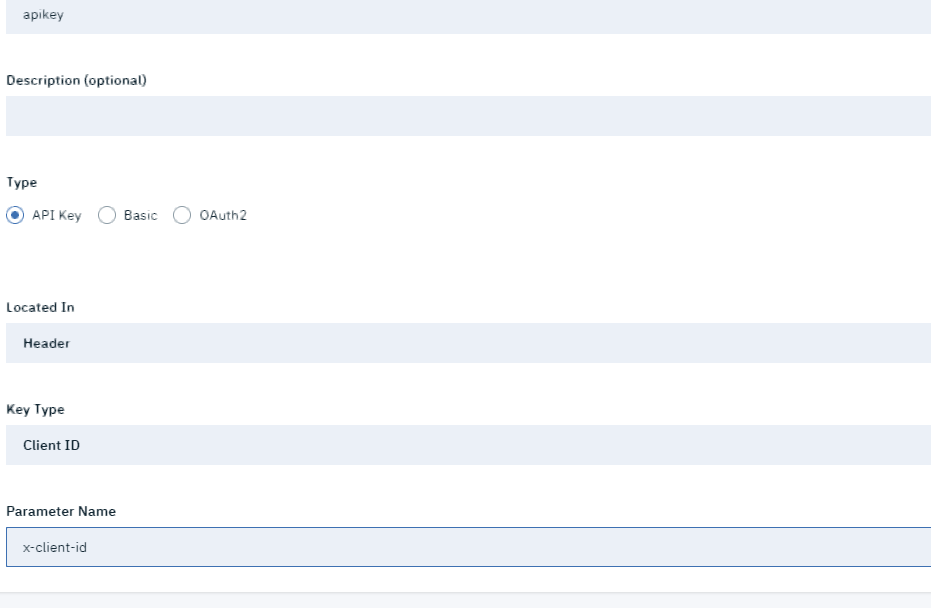 apikey
Description (optional)
Type
API Key Basic OAuth2
Located In
Header
Key Type
Client ID
Parameter Name
x-client-id